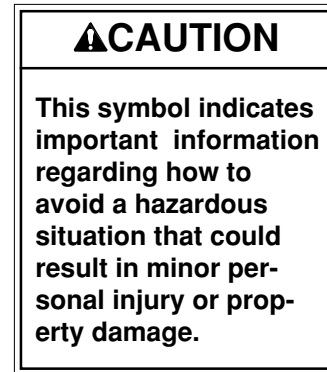 ⚠CAUTION
This symbol indicates
important information
regarding how to
avoid a hazardous
situation that could
result in minor per-
sonal injury or prop-
erty damage.